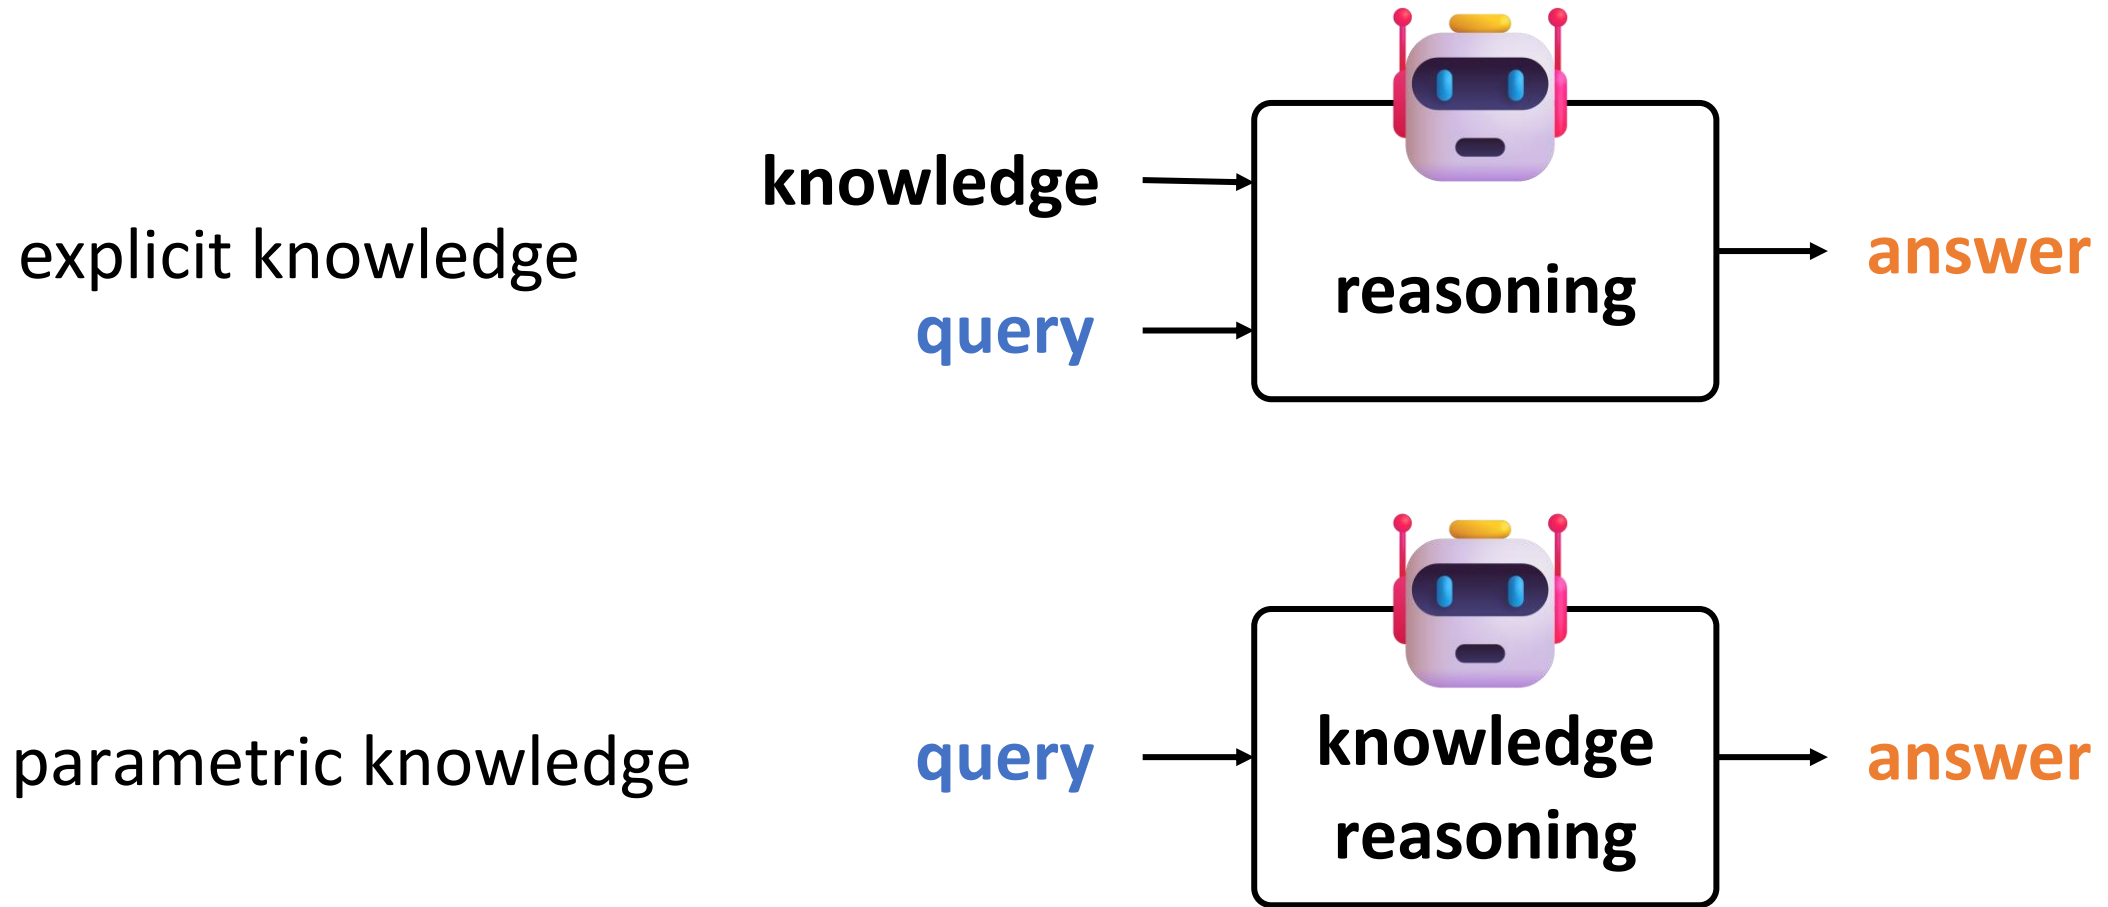 knowledge
explicit knowledge
query
reasoning
answer
parametric knowledge
query
knowledge
reasoning
answer